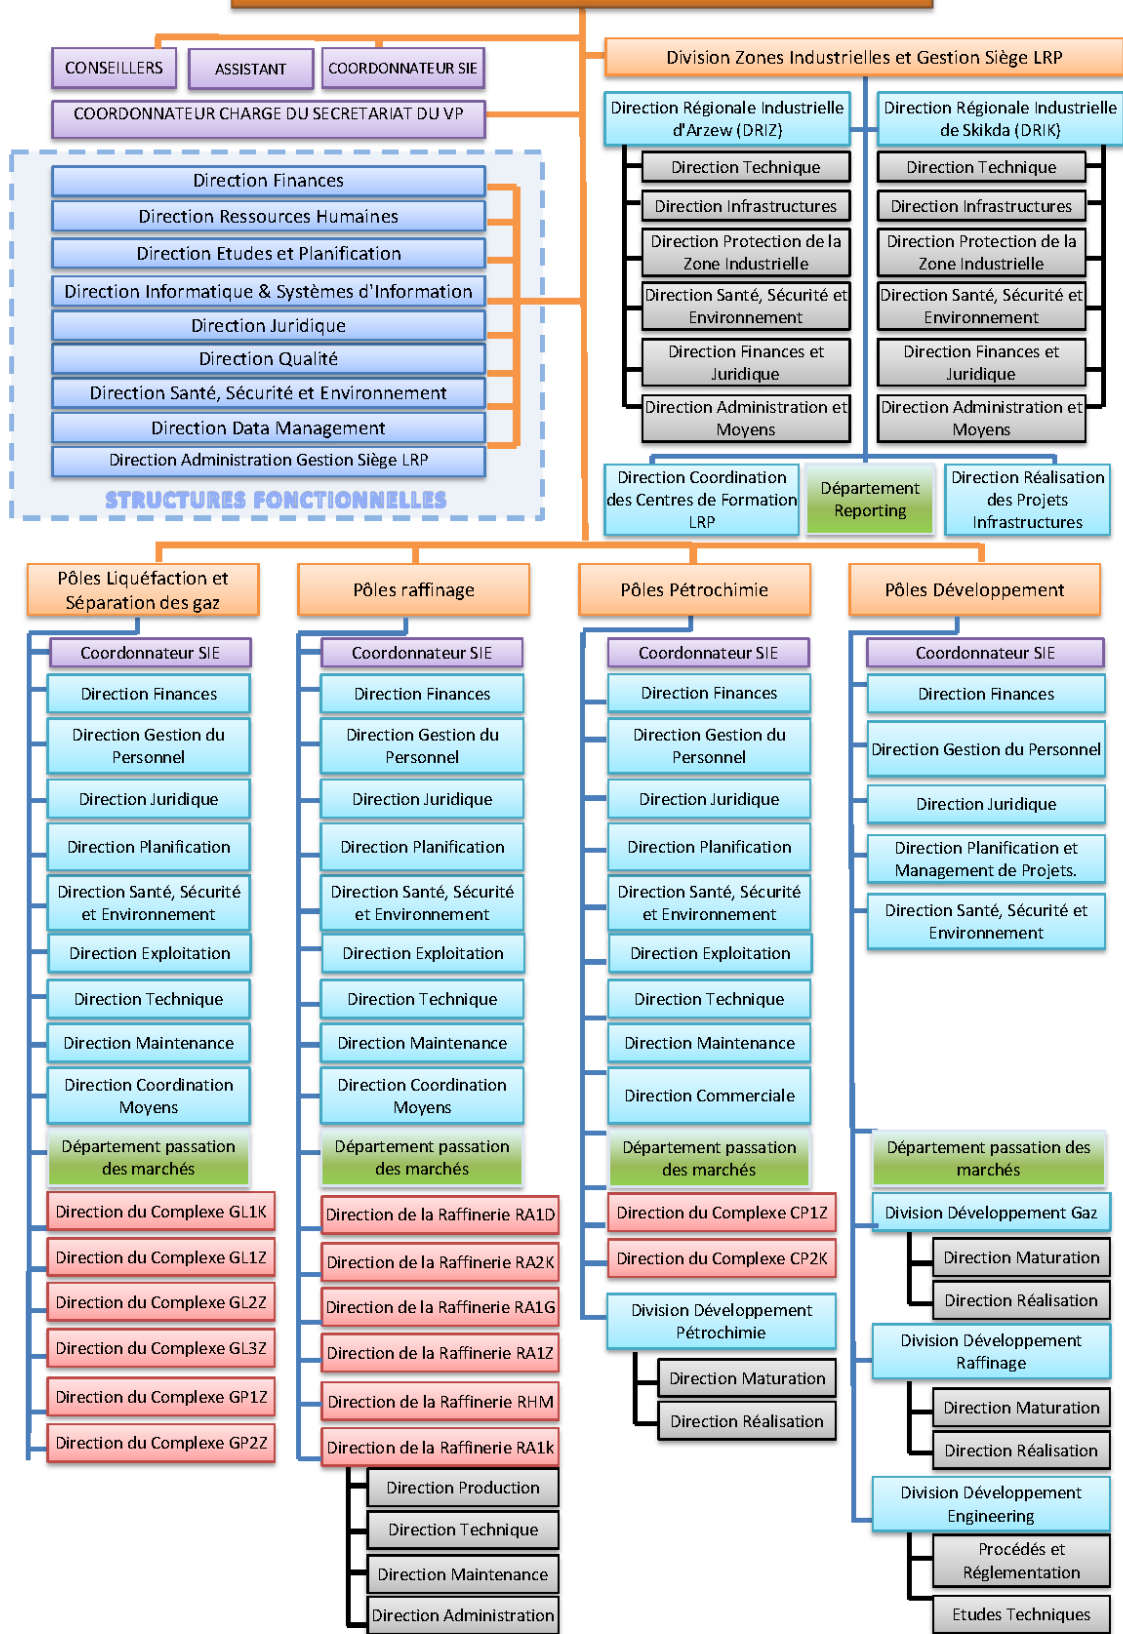 CONSEILLERS
ASSISTANT
COORDONNATEUR SIE
COORDONNATEUR CHARGE DU SECRETARIAT DU VP
Direction Finances
Direction Ressources Humaines
Direction Etudes et Planification
Direction Informatique & Systèmes d'Information
Direction Juridique
Direction Qualité
Direction Santé, Sécurité et Environnement
Direction Data Management
Direction Administration Gestion Siège LRP
STRUCTURES FONCTIONNELLES
Division Zones Industrielles et Gestion Siège LRP
Direction Régionale Industrielle
d'Arzew (DRIZ)
Direction Technique
Direction Infrastructures
Direction Protection de la
Zone Industrielle
Direction Santé, Sécurité et
Environnement
Direction Finances et
Juridique
Direction Administration et
Moyens
Direction Régionale Industrielle
de Skikda (DRIK)
Direction Technique
Direction Infrastructures
Direction Protection de la
Zone Industrielle
Direction Santé, Sécurité et
Environnement
Direction Finances et
Juridique
Direction Administration et
Moyens
Direction Coordination
des Centres de Formation
LRP
Département
Reporting
Direction Réalisation
des Projets
Infrastructures
Pôles Liquéfaction et
Séparation des gaz
Coordonnateur SIE
Direction Finances
Direction Gestion du
Personnel
Direction Juridique
Direction Planification
Direction Santé, Sécurité
et Environnement
Direction Exploitation
Direction Technique
Direction Maintenance
Direction Coordination
Moyens
Département passation
des marchés
Direction du Complexe GL1K
Direction du Complexe GL1Z
Direction du Complexe GL2Z
Direction du Complexe GL3Z
Direction du Complexe GP1Z
Direction du Complexe GP2Z
Pôles raffinage
Coordonnateur SIE
Direction Finances
Direction Gestion du
Personnel
Direction Juridique
Direction Planification
Direction Santé, Sécurité
et Environnement
Direction Exploitation
Direction Technique
Direction Maintenance
Direction Coordination
Moyens
Département passation
des marchés
Direction de la Raffinerie RA1D
Direction de la Raffinerie RA2K
Direction de la Raffinerie RA1G
Direction de la Raffinerie RA1Z
Direction de la Raffinerie RHM
Direction de la Raffinerie RA1k
Direction Production
Direction Technique
Direction Maintenance
Direction Administration
Pôles Pétrochimie
Coordonnateur SIE
Direction Finances
Direction Gestion du
Personnel
Direction Juridique
Direction Planification
Direction Santé, Sécurité
et Environnement
Direction Exploitation
Direction Technique
Direction Maintenance
Direction Commerciale
Département passation
des marchés
Direction du Complexe CP1Z
Direction du Complexe CP2K
Division Développement
Pétrochimie
Direction Maturation
Direction Réalisation
Pôles Développement
Coordonnateur SIE
Direction Finances
Direction Gestion du Personnel
Direction Juridique
Direction Planification et
Management de Projets.
Direction Santé, Sécurité et
Environnement
Département passation des
marchés
Division Développement Gaz
Direction Maturation
Direction Réalisation
Division Développement
Raffinage
Direction Maturation
Direction Réalisation
Division Développement
Engineering
Procédés et
Réglementation
Etudes Techniques